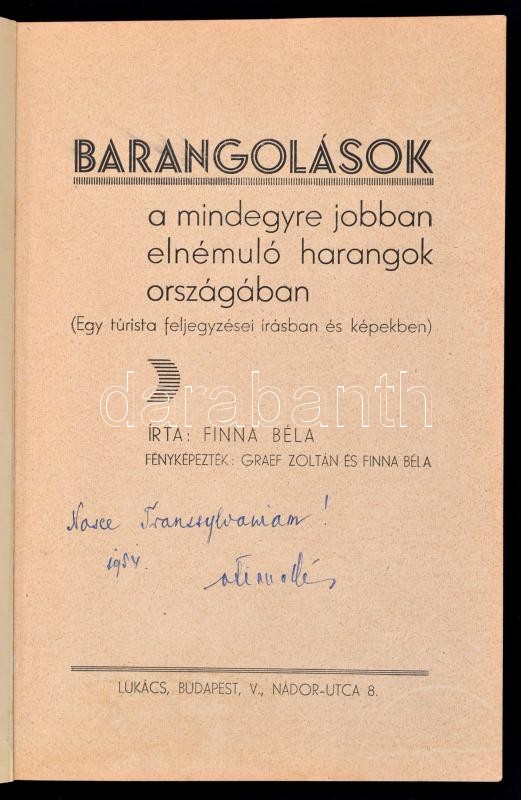 BARANGOLÁSOK
a mindegyre jobban
elnémuló harangok
országában
(Egy túrista feljegyzései írásban és képekben)
darabanth
ÍRTA: FINNA BÉLA
FÉNYKÉPEZTÉK: GRAEF ZOLTÁN ÉS FINNA BÉLA
Nosce Transsylvaniam!
1954.
LUKÁCS, BUDAPEST, V., NÁDOR-UTCA 8.